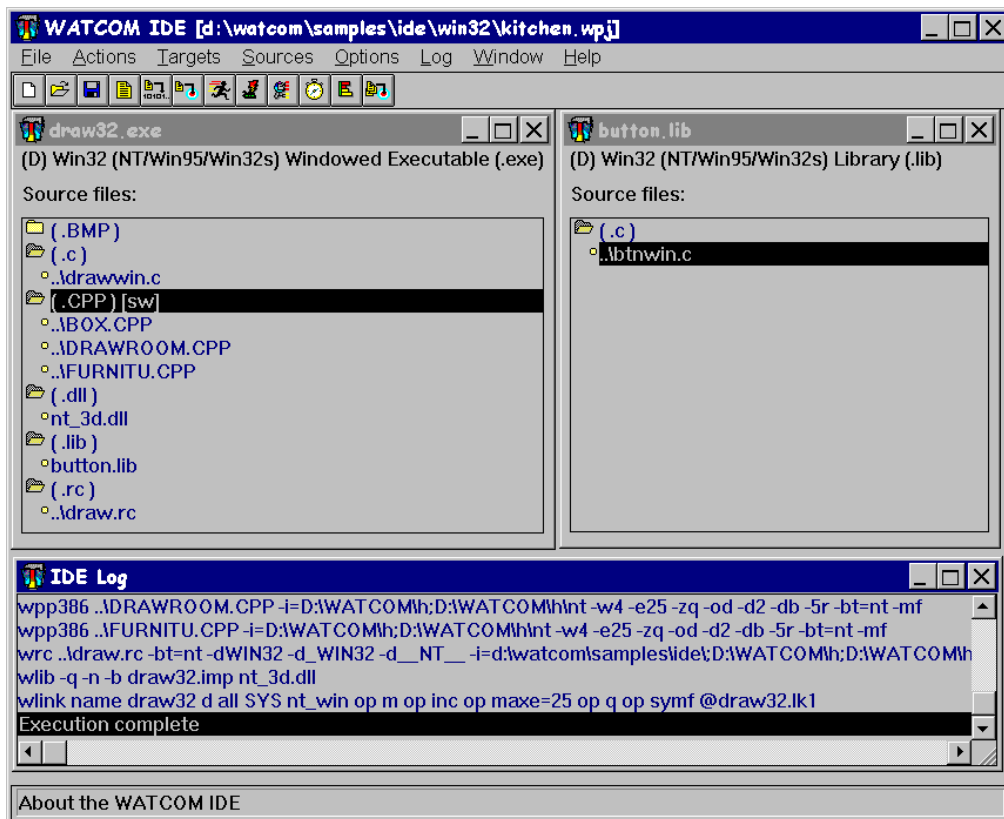 WATCOM IDE [d:\watcom\samples\ide\win32\kitchen.wpj]
File Actions Targets Sources Options Log Window Help
draw32.exe
(D) Win32 (NT/Win95/Win32s) Windowed Executable (.exe)
Source files:
(.BMP)
(.c)
..\drawwin.c
(.CPP) [sw]
..\BOX.CPP
..\DRAWROOM.CPP
..\FURNITU.CPP
(.dll)
nt_3d.dll
(.lib)
button.lib
(.rc)
..\draw.rc
button.lib
(D) Win32 (NT/Win95/Win32s) Library (.lib)
Source files:
(.c)
..\btnwin.c
IDE Log
wpp386 ..\DRAWROOM.CPP -i=D:\WATCOM\h;D:\WATCOM\h\nt -w4 -e25 -zq -od -d2 -db -5r -bt=nt -mf
wpp386 ..\FURNITU.CPP -i=D:\WATCOM\h;D:\WATCOM\h\nt -w4 -e25 -zq -od -d2 -db -5r -bt=nt -mf
wrc ..\draw.rc -bt=nt -dWIN32 -d_WIN32 -d__NT__ -i=d:\watcom\samples\ide\;D:\WATCOM\h;D:\WATCOM\h
wlib -q -n -b draw32.imp nt_3d.dll
wlink name draw32 d all SYS nt_win op m op inc op maxe=25 op q op symf @draw32.lk1
Execution complete
About the WATCOM IDE